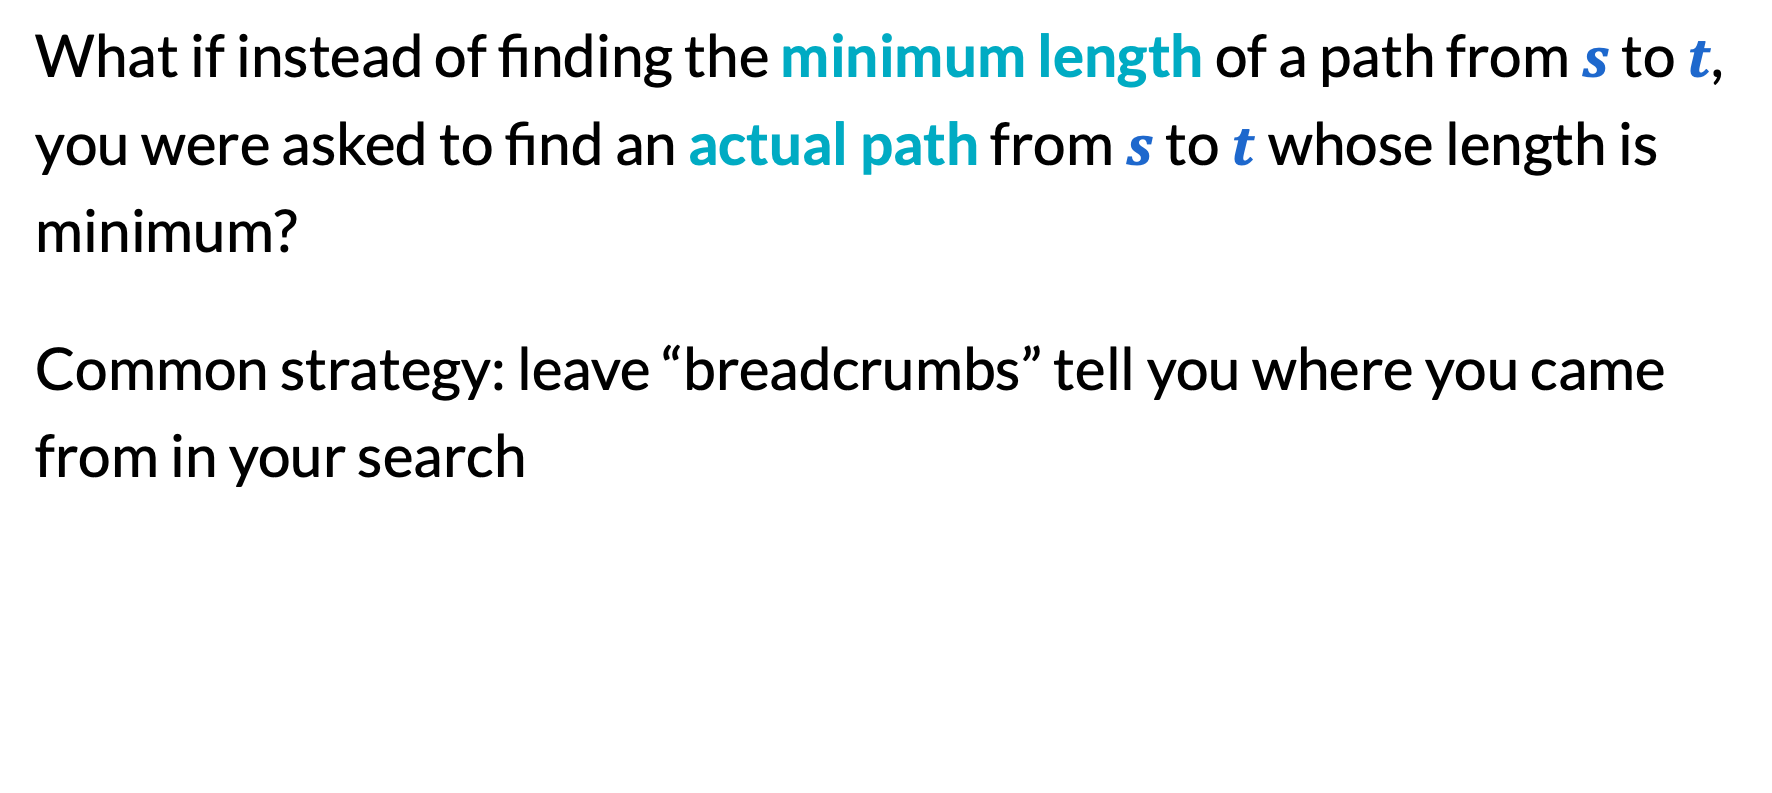 What if instead of finding the minimum length of a path from s to t,
you were asked to find an actual path from s to t whose length is
minimum?
Common strategy: leave “breadcrumbs” tell you where you came
from in your search